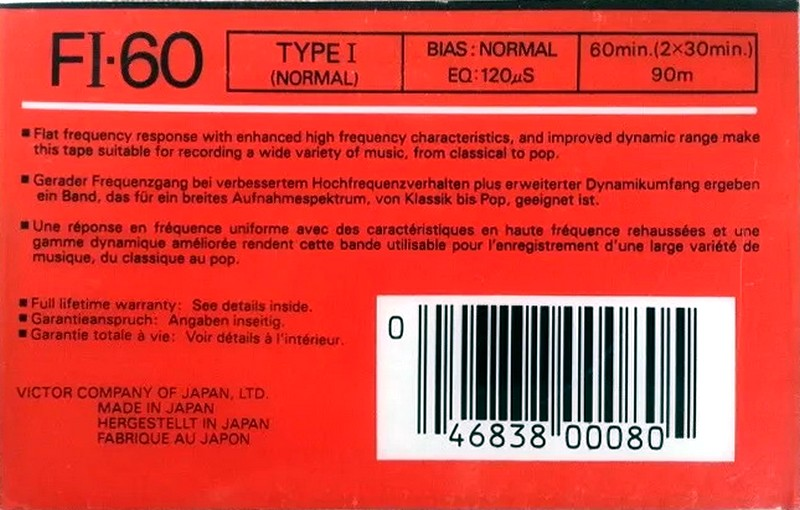 FI·60
TYPE I
(NORMAL)
BIAS : NORMAL
EQ : 120µS
60min.(2×30min.)
90m
■ Flat frequency response with enhanced high frequency characteristics, and improved dynamic range make
this tape suitable for recording a wide variety of music, from classical to pop.
■ Gerader Frequenzgang bei verbessertem Hochfrequenzverhalten plus erweiterter Dynamikumfang ergeben
ein Band, das für ein breites Aufnahmespektrum, von Klassik bis Pop, geeignet ist.
■ Une réponse en fréquence uniforme avec des caractéristiques en haute fréquence rehaussées et une
gamme dynamique améliorée rendent cette bande utilisable pour l'enregistrement d'une large variété de
musique, du classique au pop.
■ Full lifetime warranty: See details inside.
■ Garantieanspruch: Angaben inseitig.
■ Garantie totale à vie: Voir détails à l'intérieur.
VICTOR COMPANY OF JAPAN, LTD.
MADE IN JAPAN
HERGESTELLT IN JAPAN
FABRIQUE AU JAPON
0 46838 00080